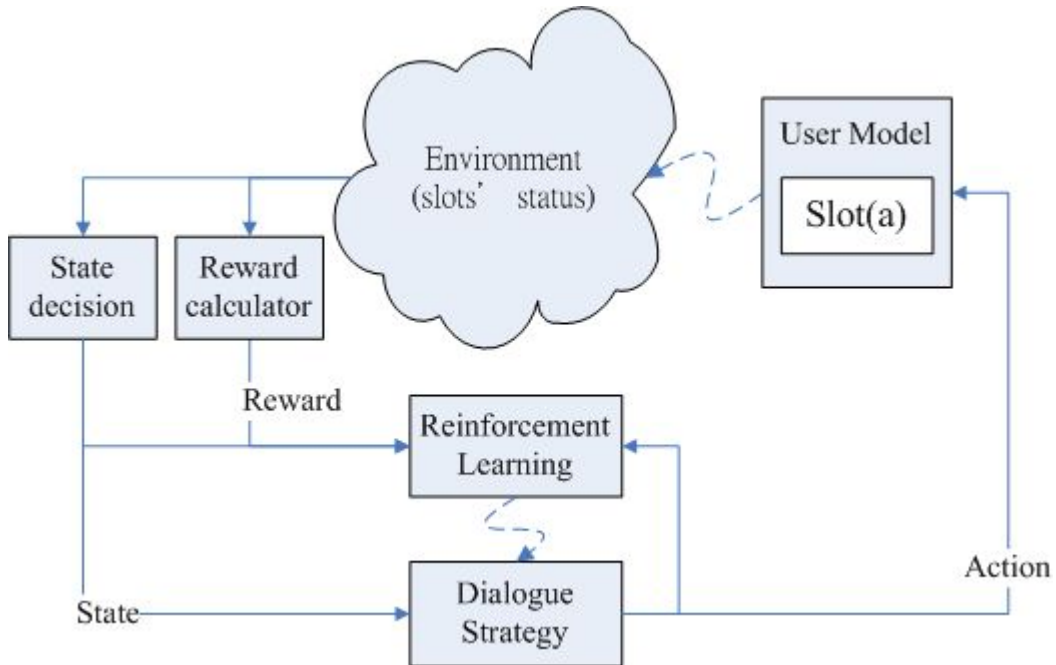 Environment
(slots’ status)
User Model
Slot(a)
State
decision
Reward
calculator
Reward
Reinforcement
Learning
Action
State
Dialogue
Strategy